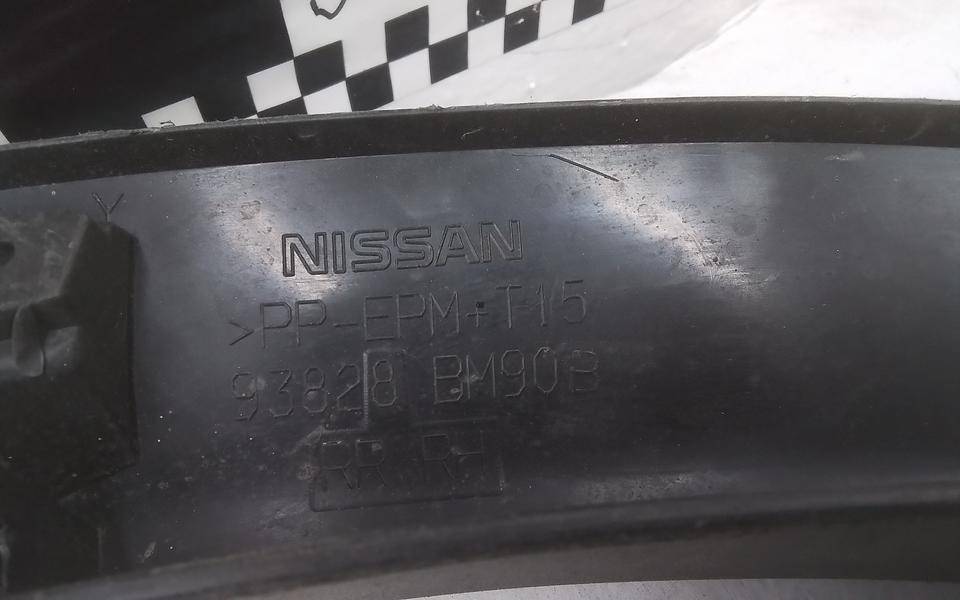 NISSAN
>PP-EPM+T15
93828 BM90B
RR RH